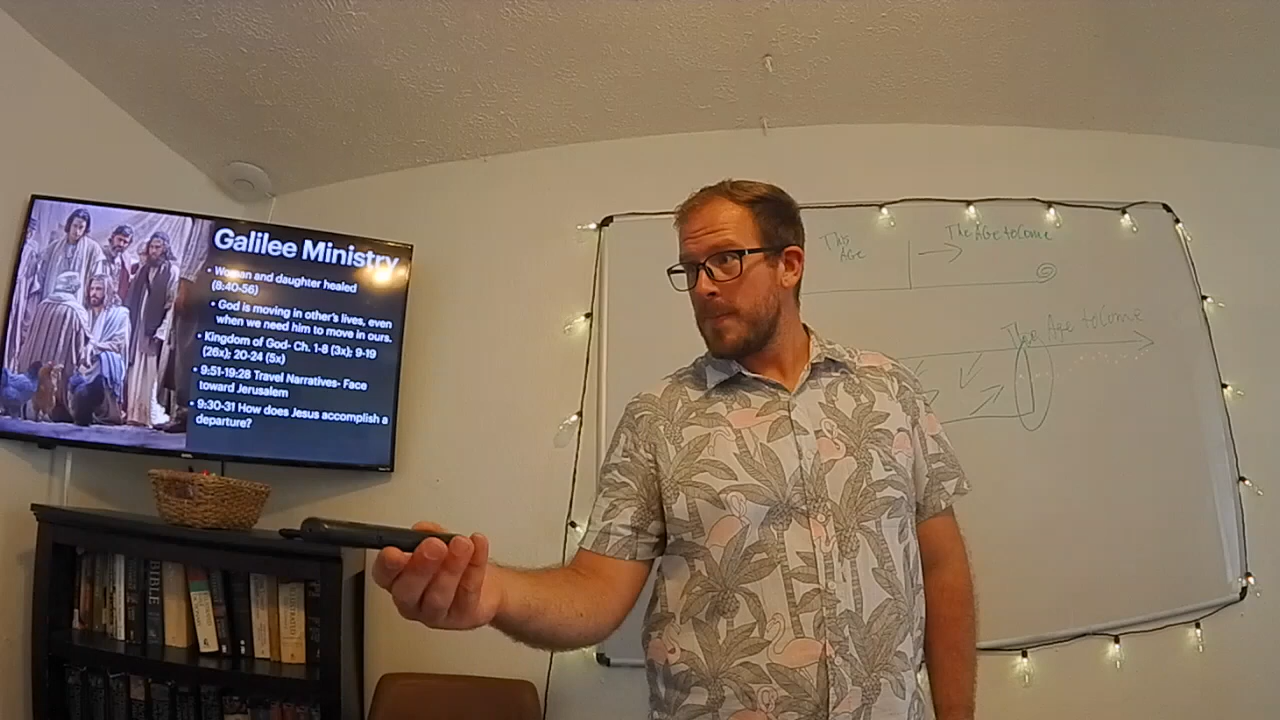 Galilee Ministry
• Woman and daughter healed
(8:40-56)
• God is moving in other's lives, even
when we need him to move in ours.
• Kingdom of God- Ch. 1-8 (3x); 9-19
(26x); 20-24 (5x)
• 9:51-19:28 Travel Narratives- Face
toward Jerusalem
• 9:30-31 How does Jesus accomplish a
departure?
This
Age
The Age to Come
Age to Come
BIBLE